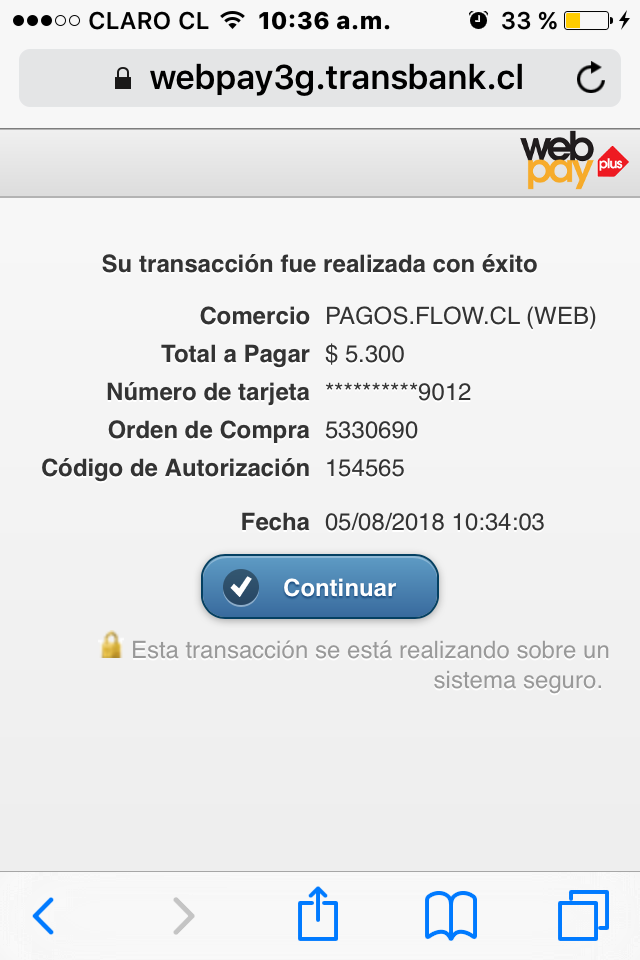 CLARO CL 10:36 a.m. 33 %
webpay3g.transbank.cl
web
pay plus
Su transacción fue realizada con éxito
Comercio PAGOS.FLOW.CL (WEB)
Total a Pagar $ 5.300
Número de tarjeta **********9012
Orden de Compra 5330690
Código de Autorización 154565
Fecha 05/08/2018 10:34:03
Continuar
Esta transacción se está realizando sobre un
sistema seguro.